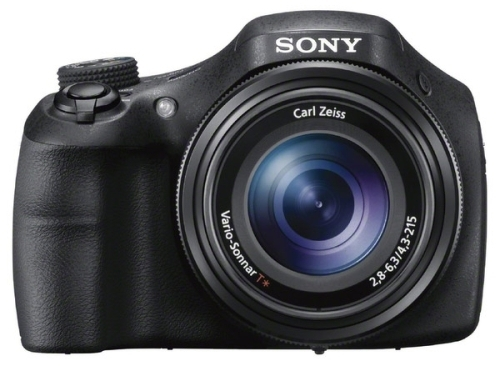 SONY
Carl Zeiss
Vario-Sonnar T*
2,8-6,3/4,3-215